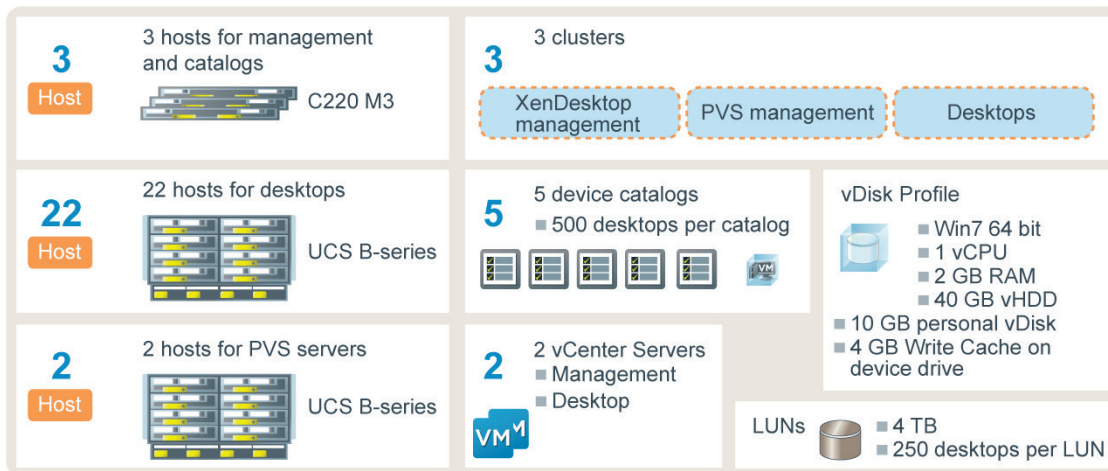 3
Host
3 hosts for management
and catalogs
C220 M3
3
3 clusters
XenDesktop
management
PVS management
Desktops
22
Host
22 hosts for desktops
UCS B-series
5
5 device catalogs
500 desktops per catalog
VM
vDisk Profile
Win7 64 bit
1 vCPU
2 GB RAM
40 GB vHDD
10 GB personal vDisk
4 GB Write Cache on
device drive
2
Host
2 hosts for PVS servers
UCS B-series
2
2 vCenter Servers
Management
Desktop
VM M
LUNs
4 TB
250 desktops per LUN